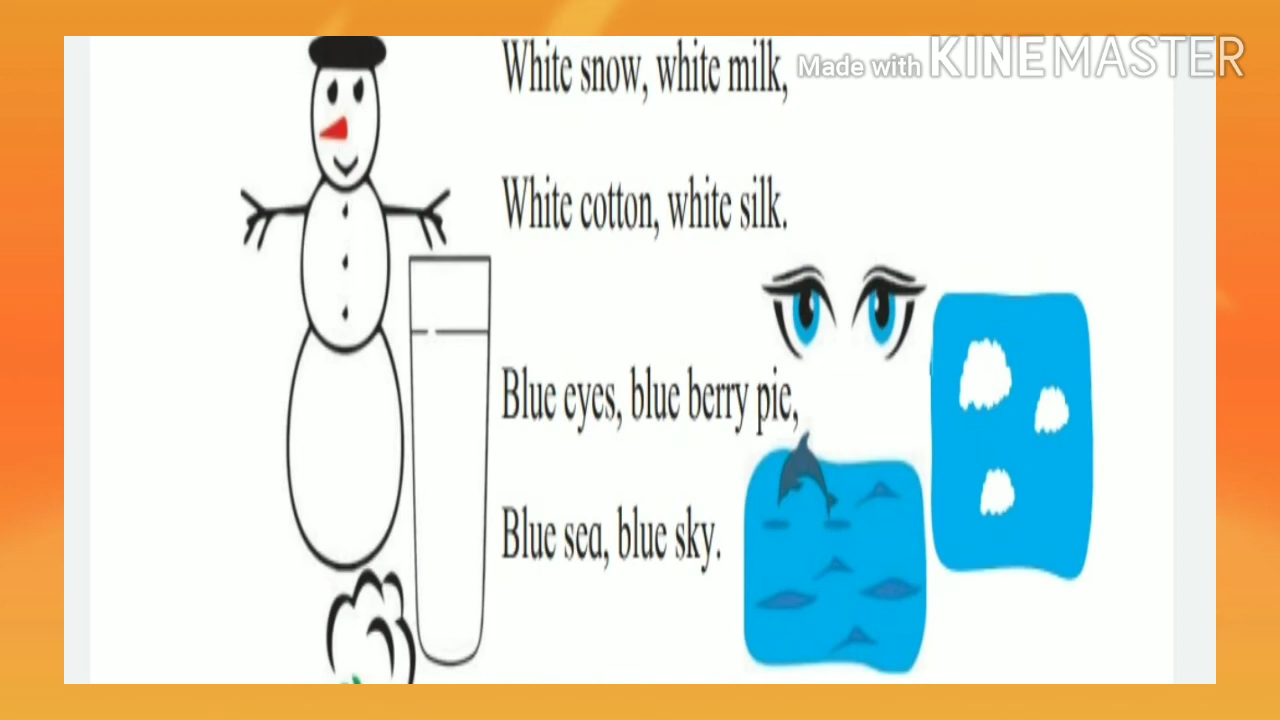 White snow, white milk,
Made with KINEMASTER
White cotton, white silk.
Blue eyes, blue berry pie,
Blue sea, blue sky.